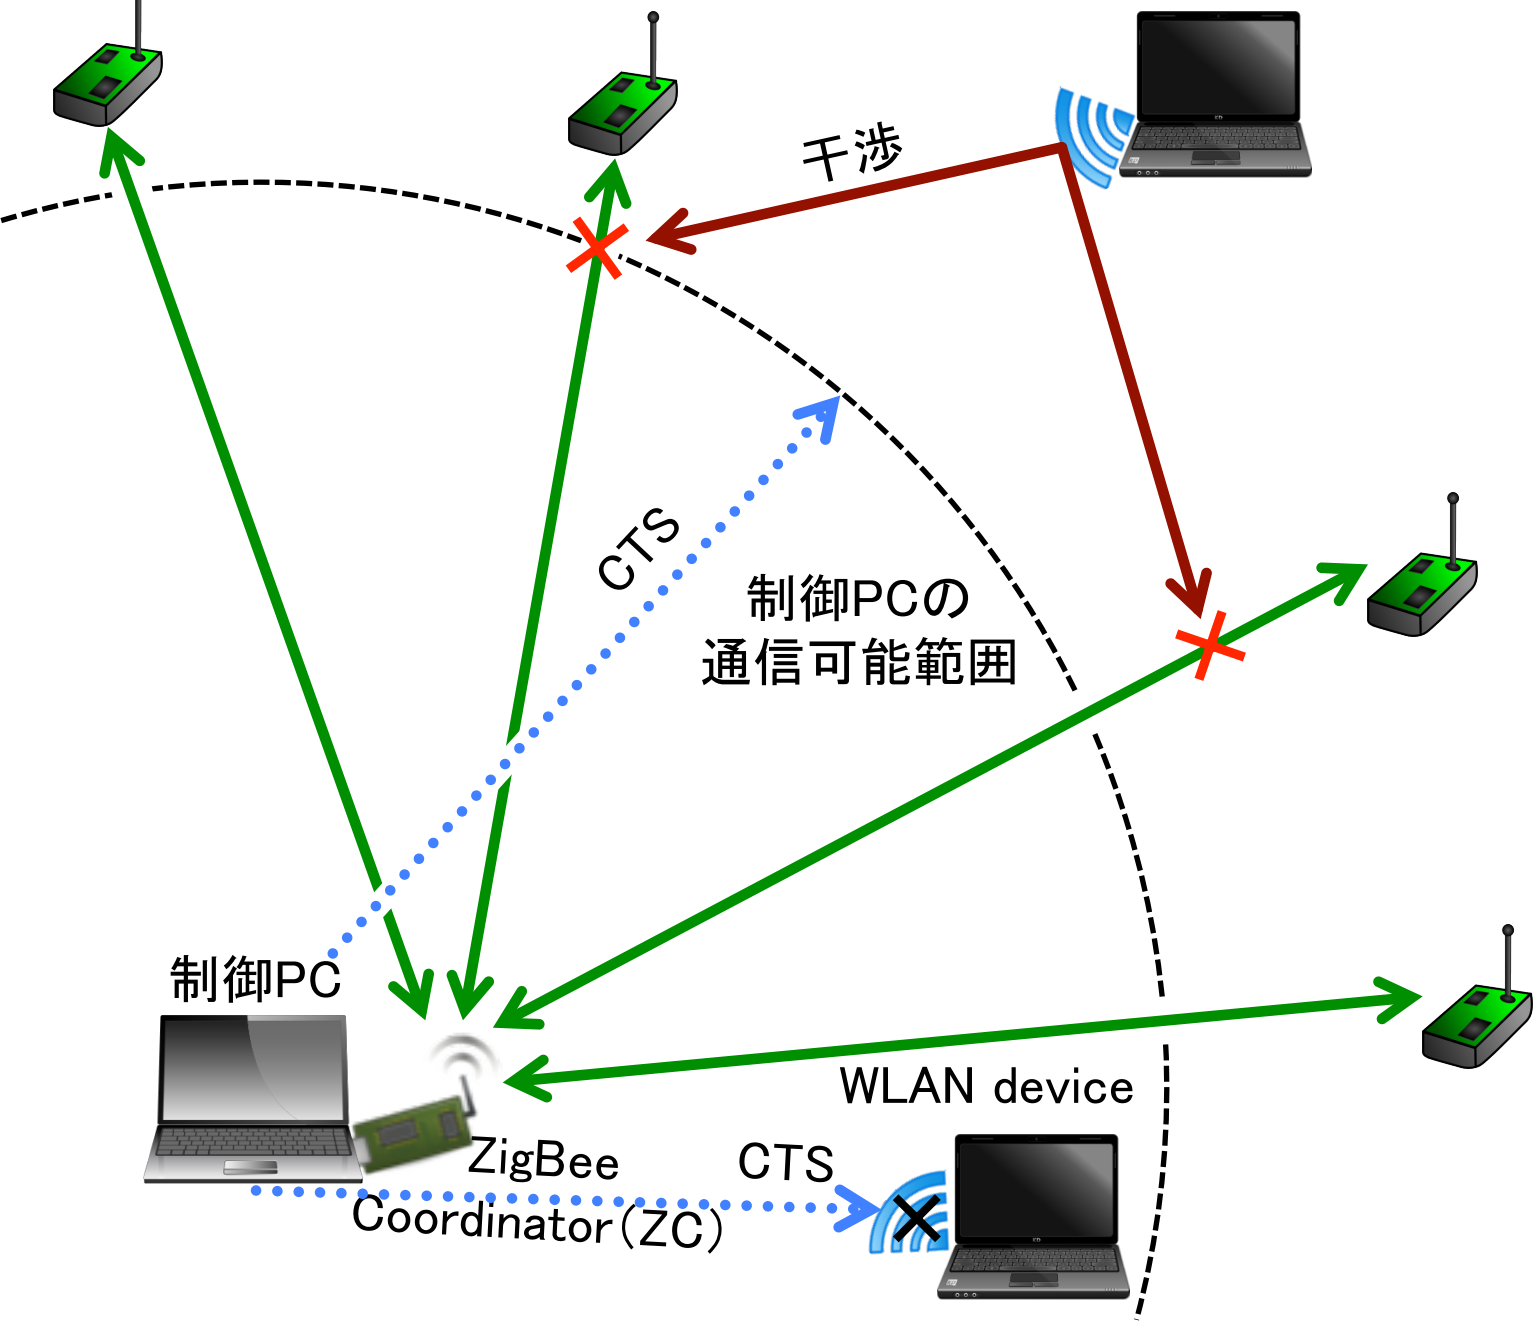 干渉
CTS
制御PCの
通信可能範囲
制御PC
WLAN device
ZigBee
CTS
Coordinator(ZC)